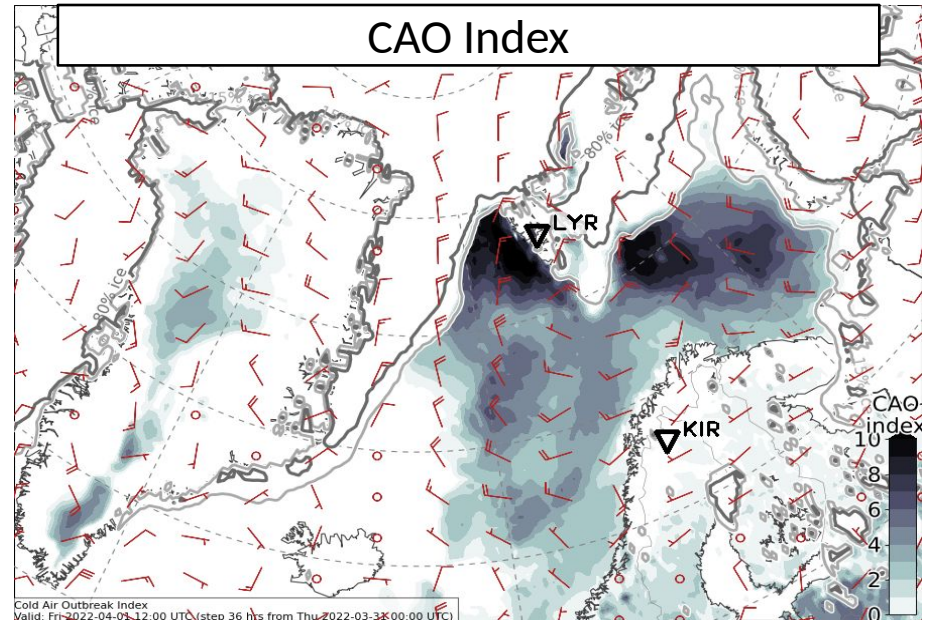 CAO Index
80% ice
80%
LYR
80% ice
KIR
CAO
index
10
8
6
4
2
0
Cold Air Outbreak Index
Valid: Fri 2022-04-01 12:00 UTC (step 36 hrs from Thu 2022-03-31 00:00 UTC)